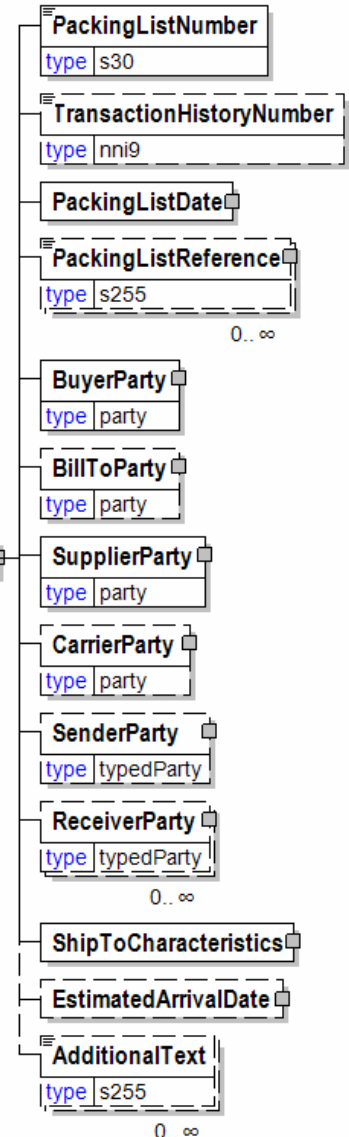 PackingListNumber
type s30
TransactionHistoryNumber
type nni9
PackingListDate
PackingListReference
type s255
0.. ∞
BuyerParty
type party
BillToParty
type party
SupplierParty
type party
CarrierParty
type party
SenderParty
type typedParty
ReceiverParty
type typedParty
0.. ∞
ShipToCharacteristics
EstimatedArrivalDate
AdditionalText
type s255
0.. ∞